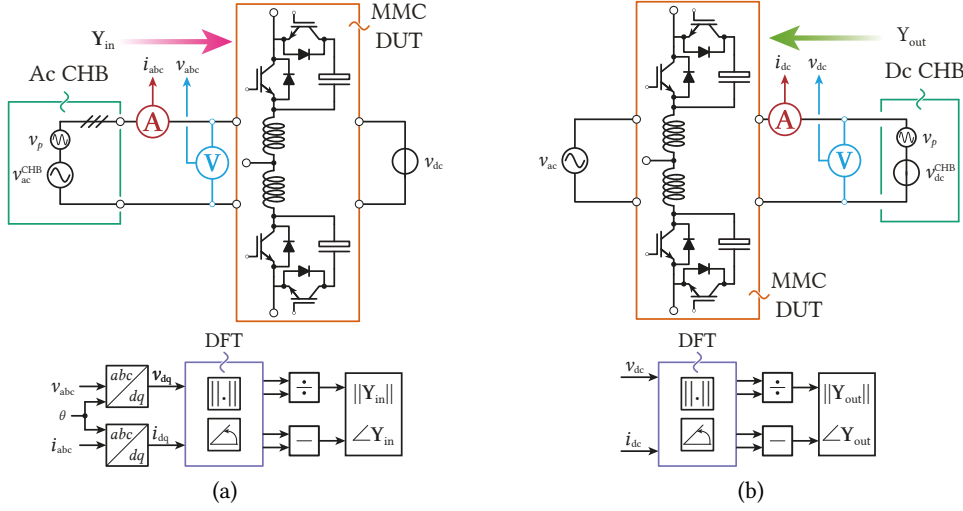 Y_in
MMC
DUT
i_abc
v_abc
Ac CHB
A
V
v_p
v_ac^CHB
v_dc
DFT
v_abc
abc
dq
v_dq
θ
i_abc
abc
dq
i_dq
÷
−
||Y_in||
∠Y_in
(a)
Y_out
i_dc
v_dc
Dc CHB
A
V
v_p
v_dc^CHB
v_ac
MMC
DUT
DFT
v_dc
i_dc
÷
−
||Y_out||
∠Y_out
(b)